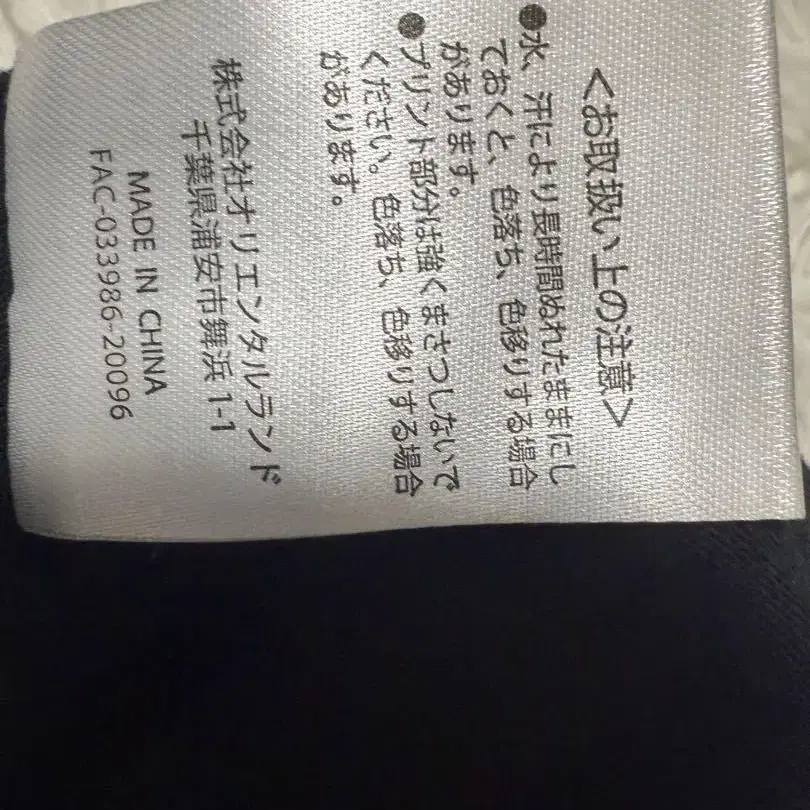 <お取扱い上の注意>
●水、汗により長時間ぬれたままにし
ておくと、色落ち、色移りする場合
があります。
●プリント部分は強くまさつしないで
ください。色落ち、色移りする場合
があります。
株式会社オリエンタルランド
千葉県浦安市舞浜1-1
MADE IN CHINA
FAC-033986-20096